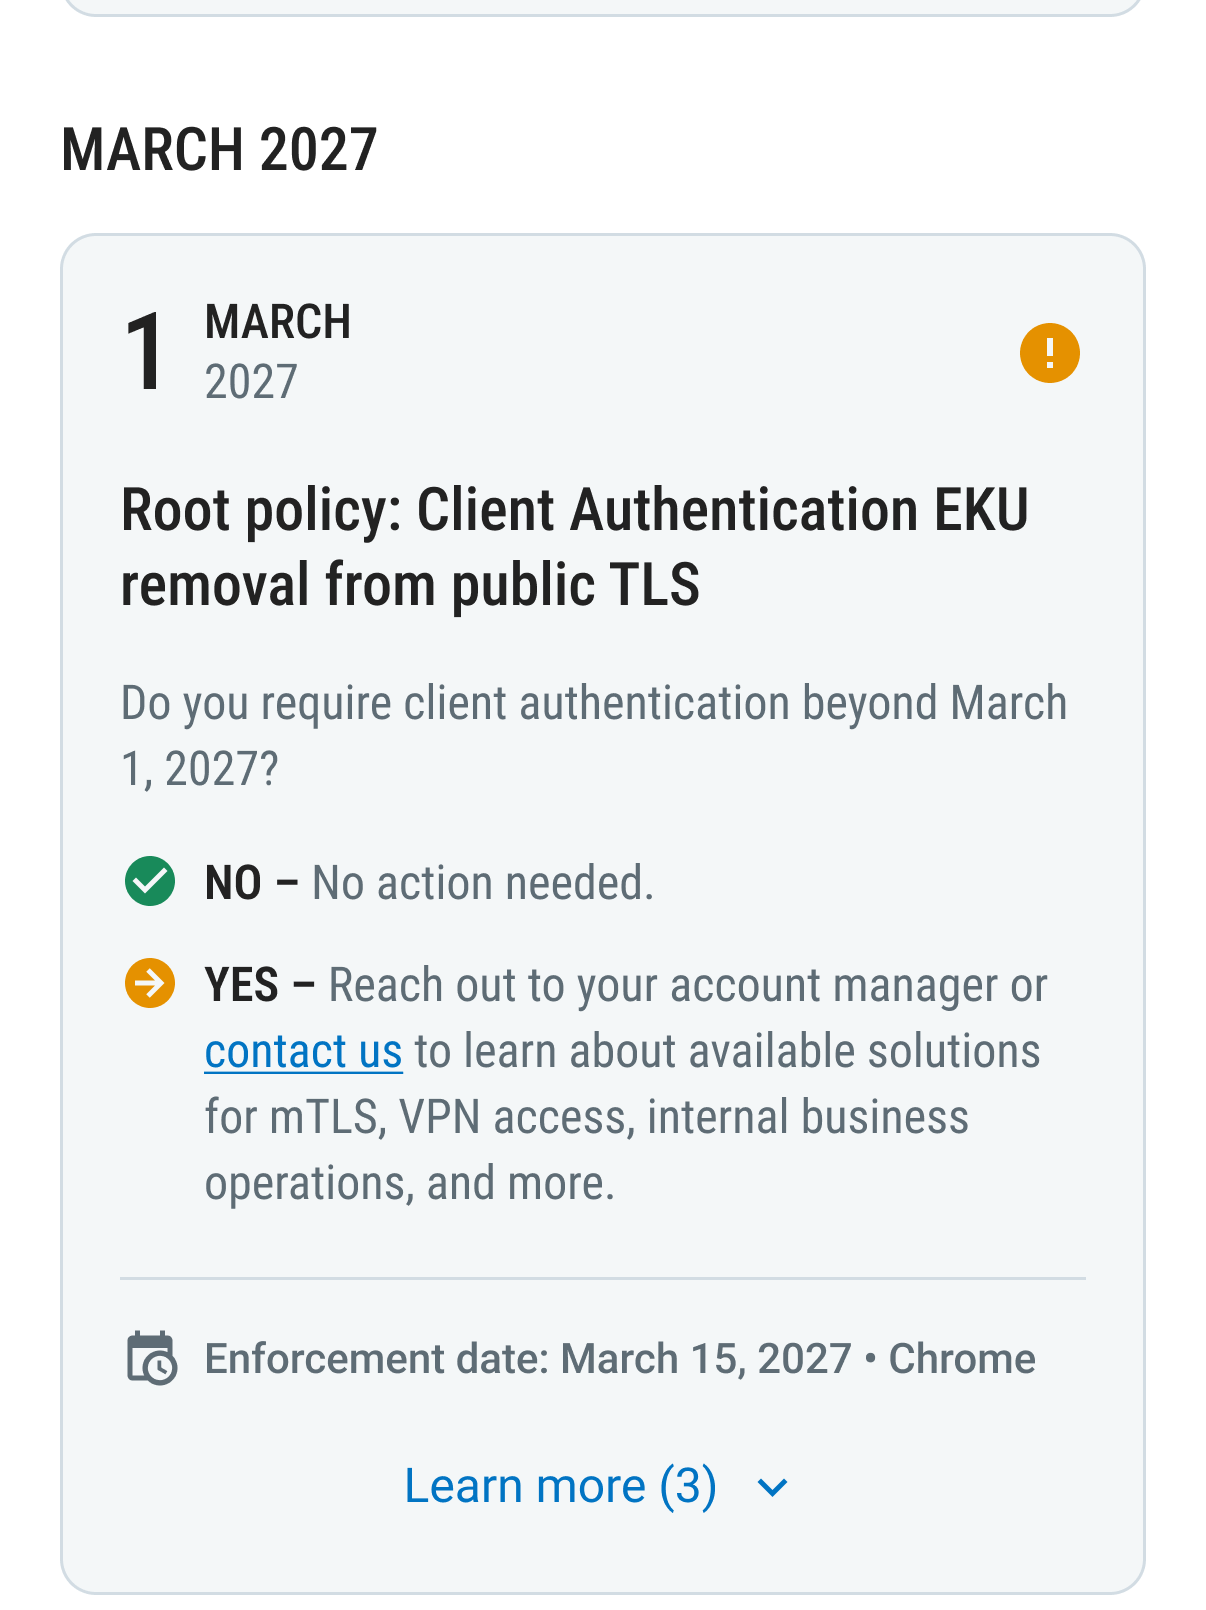 MARCH 2027
1
MARCH
2027
Root policy: Client Authentication EKU
removal from public TLS
Do you require client authentication beyond March
1, 2027?
NO – No action needed.
YES – Reach out to your account manager or
contact us to learn about available solutions
for mTLS, VPN access, internal business
operations, and more.
Enforcement date: March 15, 2027 • Chrome
Learn more (3)